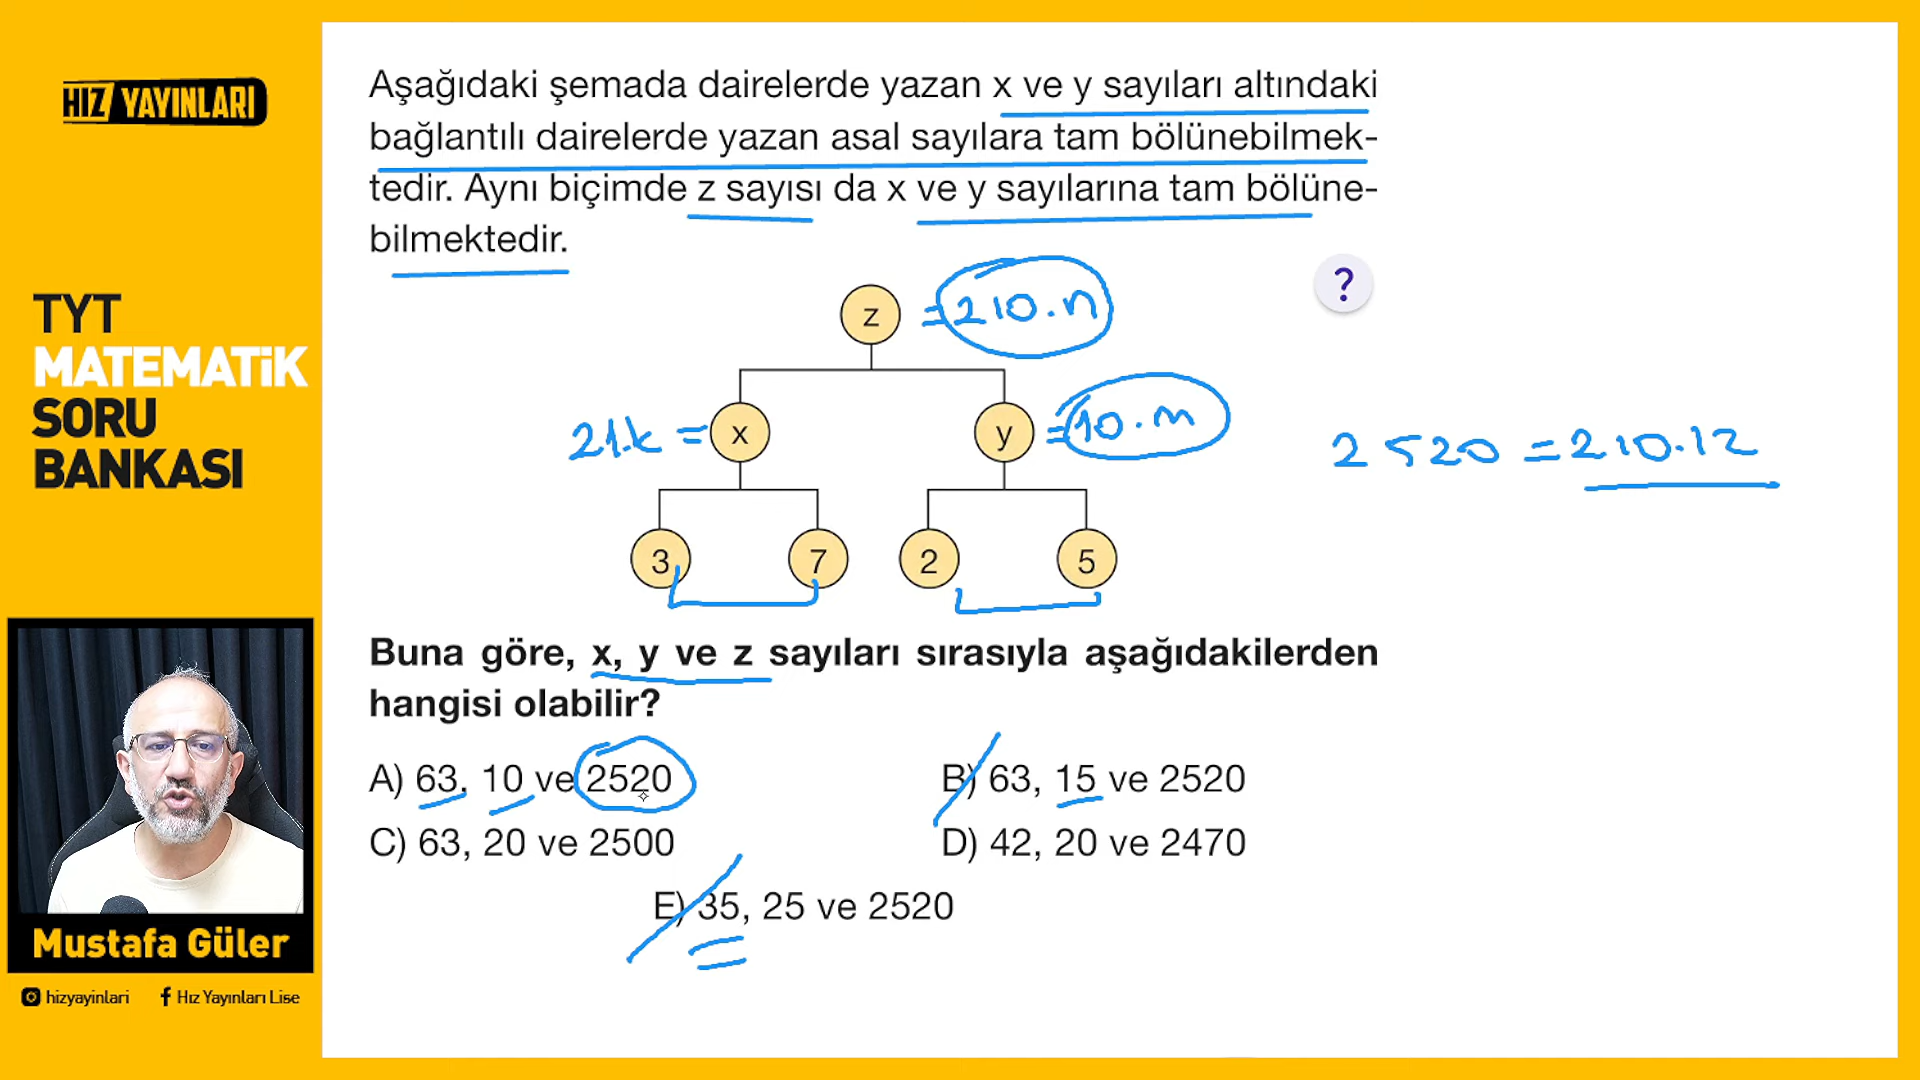 HIZ YAYINLARI
TYT
MATEMATİK
SORU
BANKASI
Mustafa Güler
hizyayinlari
Hız Yayınları Lise
Aşağıdaki şemada dairelerde yazan x ve y sayıları altındaki
bağlantılı dairelerde yazan asal sayılara tam bölünebilmek-
tedir. Aynı biçimde z sayısı da x ve y sayılarına tam bölüne-
bilmektedir.
?
z = 210.n
21.k = x
y = 10.m
2520 = 210.12
3 7 2 5
Buna göre, x, y ve z sayıları sırasıyla aşağıdakilerden
hangisi olabilir?
A) 63, 10 ve 2520
B) 63, 15 ve 2520
C) 63, 20 ve 2500
D) 42, 20 ve 2470
E) 35, 25 ve 2520